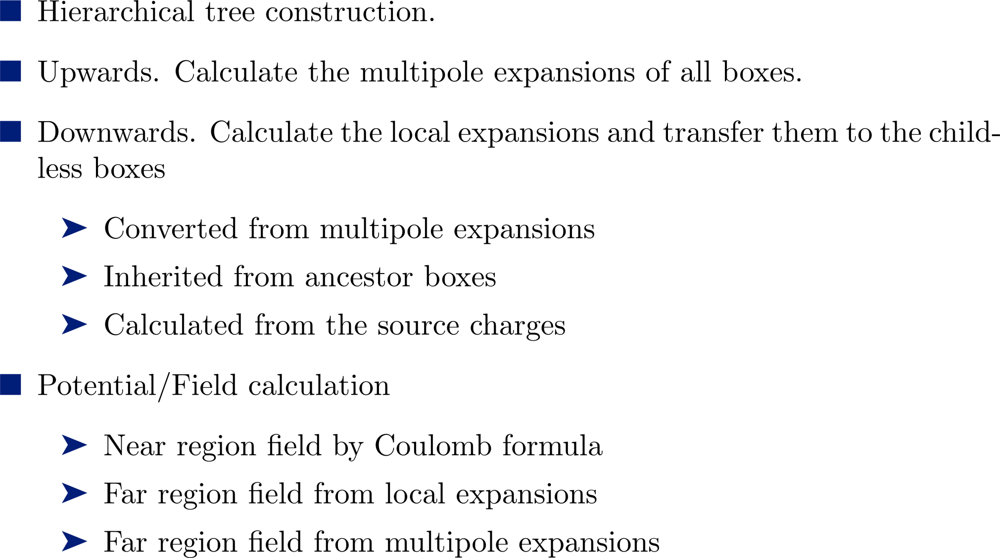 Hierarchical tree construction.
Upwards. Calculate the multipole expansions of all boxes.
Downwards. Calculate the local expansions and transfer them to the child-
less boxes
Converted from multipole expansions
Inherited from ancestor boxes
Calculated from the source charges
Potential/Field calculation
Near region field by Coulomb formula
Far region field from local expansions
Far region field from multipole expansions